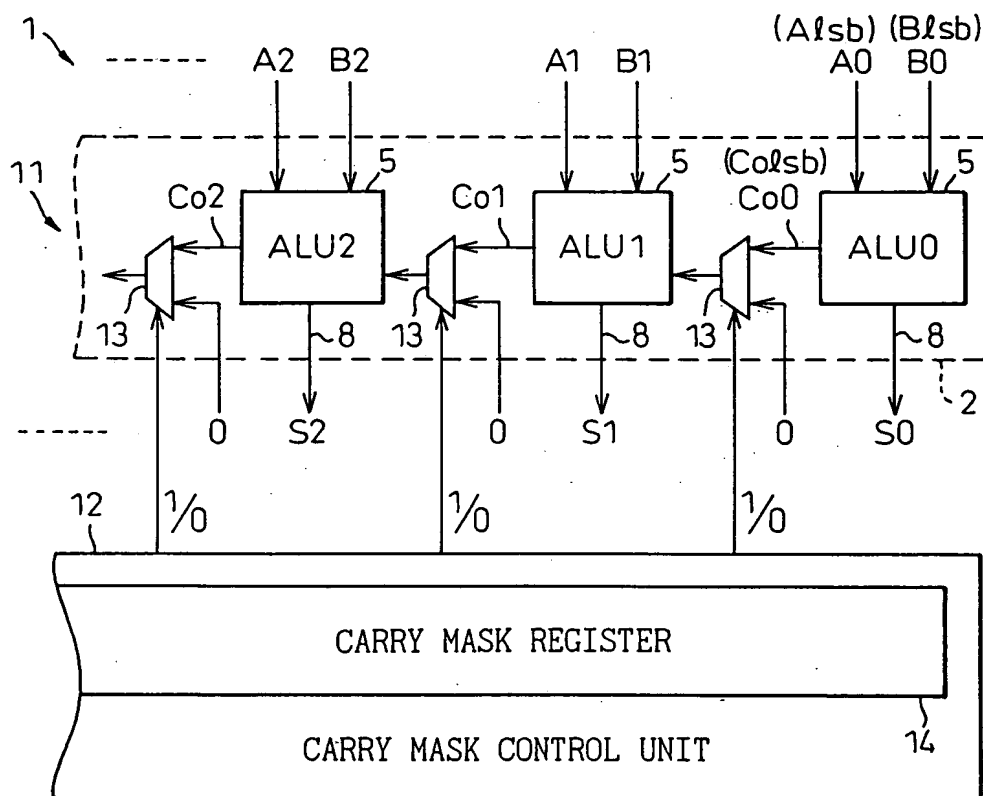 1
(Aℓsb) (Bℓsb)
A2 B2 A1 B1 A0 B0
11
5 5 (Coℓsb) 5
Co2 ALU2 Co1 ALU1 Co0 ALU0
13 8 13 8 13 8
2
0 S2 0 S1 0 S0
12 1/0 1/0 1/0
CARRY MASK REGISTER
14
CARRY MASK CONTROL UNIT